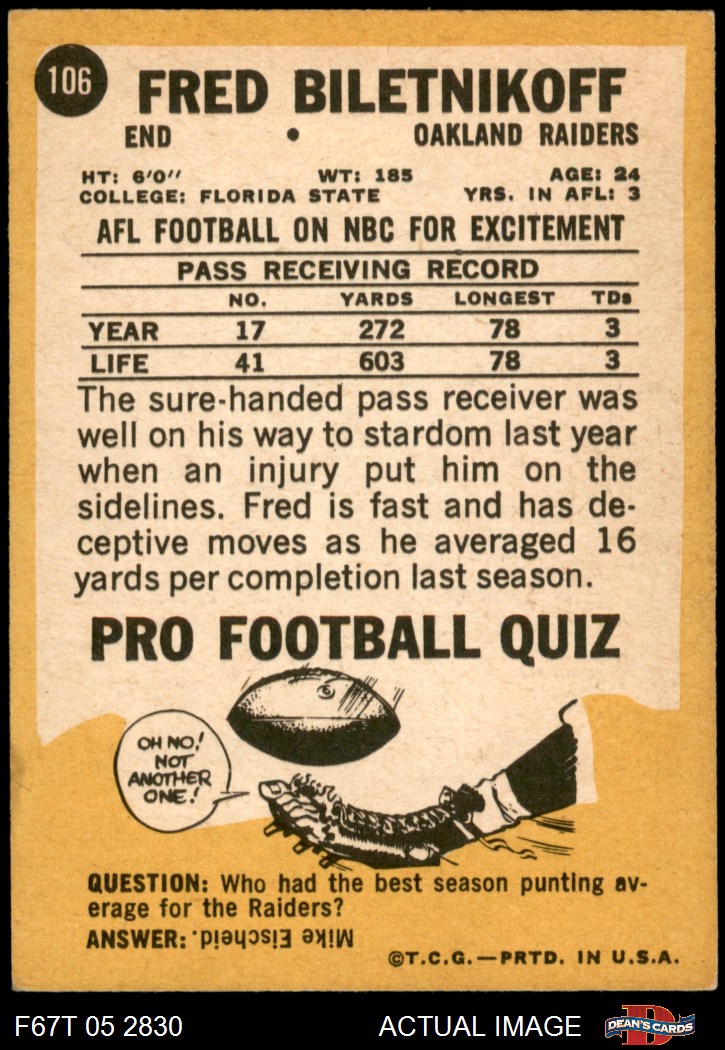 106
FRED BILETNIKOFF
END • OAKLAND RAIDERS
HT: 6'0'' WT: 185 AGE: 24
COLLEGE: FLORIDA STATE YRS. IN AFL: 3
AFL FOOTBALL ON NBC FOR EXCITEMENT
PASS RECEIVING RECORD
NO. YARDS LONGEST TDs
YEAR 17 272 78 3
LIFE 41 603 78 3
The sure-handed pass receiver was
well on his way to stardom last year
when an injury put him on the
sidelines. Fred is fast and has de-
ceptive moves as he averaged 16
yards per completion last season.
PRO FOOTBALL QUIZ
OH NO!
NOT
ANOTHER
ONE!
QUESTION: Who had the best season punting av-
erage for the Raiders?
ANSWER: Mike Eischeid.
©T.C.G.—PRTD. IN U.S.A.
F67T 05 2830 ACTUAL IMAGE
D
DEAN'S CARDS